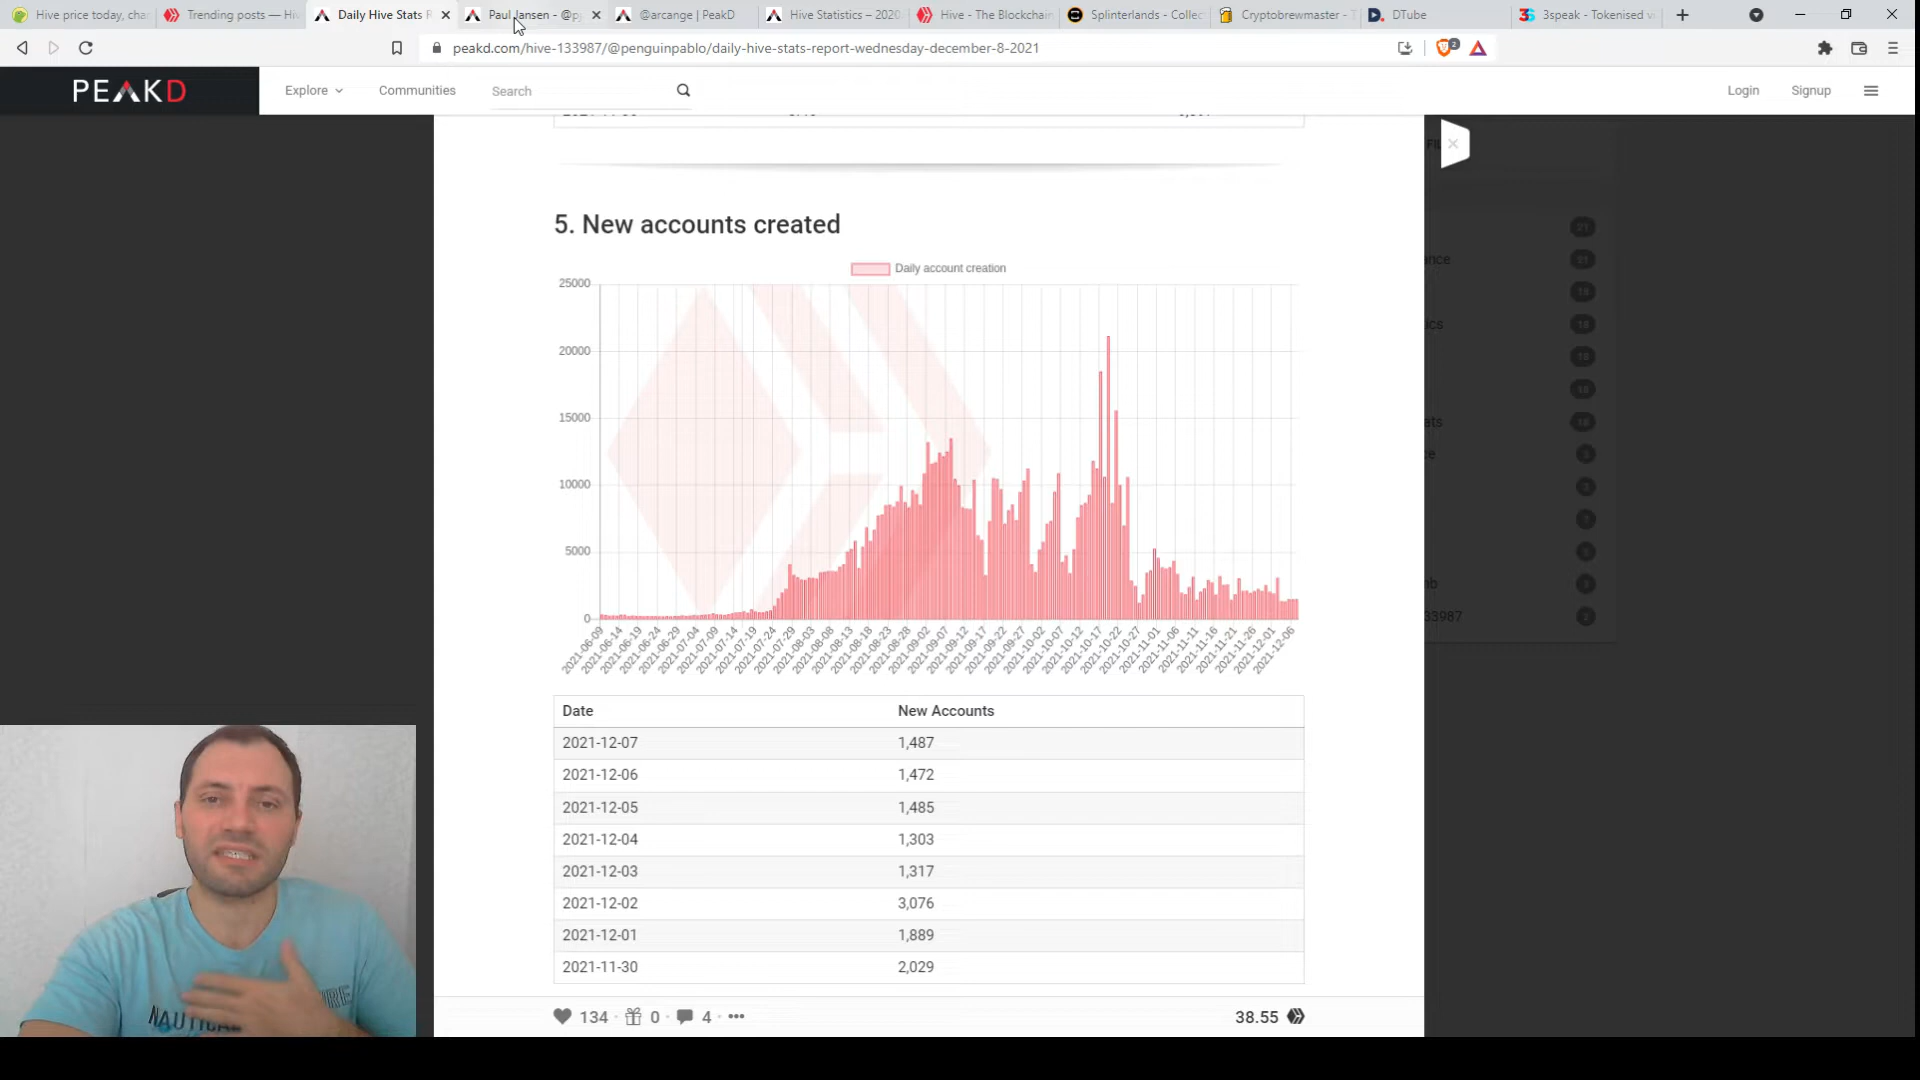 Hive price today, cha
Trending posts — Hiv
Daily Hive Stats R
Paul Jansen - @py
@arcange | PeakD
Hive Statistics – 2020
Hive - The Blockchain
Splinterlands - Collec
Cryptobrewmaster - T
DTube
3speak - Tokenised v
peakd.com/hive-133987/@penguinpablo/daily-hive-stats-report-wednesday-december-8-2021
2
PEAKD
Explore
Communities
Search
Login
Signup
5. New accounts created
Daily account creation
25000
20000
15000
10000
5000
0
2021-06-09
2021-06-14
2021-06-19
2021-06-24
2021-06-29
2021-07-04
2021-07-09
2021-07-14
2021-07-19
2021-07-24
2021-07-29
2021-08-03
2021-08-08
2021-08-13
2021-08-18
2021-08-23
2021-08-28
2021-09-02
2021-09-07
2021-09-12
2021-09-17
2021-09-22
2021-09-27
2021-10-02
2021-10-07
2021-10-12
2021-10-17
2021-10-22
2021-10-27
2021-11-01
2021-11-06
2021-11-11
2021-11-16
2021-11-21
2021-11-26
2021-12-01
2021-12-06
Date New Accounts
2021-12-07 1,487
2021-12-06 1,472
2021-12-05 1,485
2021-12-04 1,303
2021-12-03 1,317
2021-12-02 3,076
2021-12-01 1,889
2021-11-30 2,029
134 · 0 · 4 ·
38.55
33987
NAUTICAL